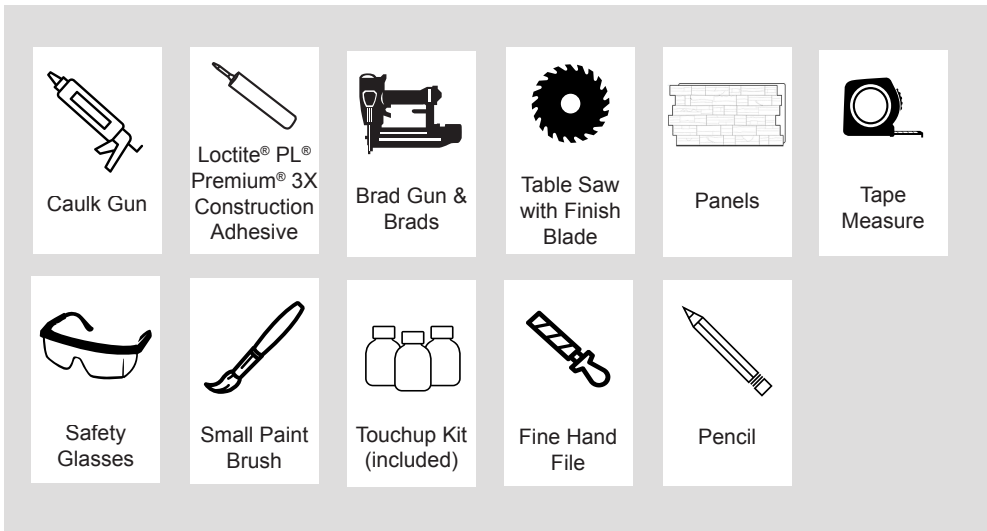 Caulk Gun
Loctite® PL®
Premium® 3X
Construction
Adhesive
Brad Gun &
Brads
Table Saw
with Finish
Blade
Panels
Tape
Measure
Safety
Glasses
Small Paint
Brush
Touchup Kit
(included)
Fine Hand
File
Pencil